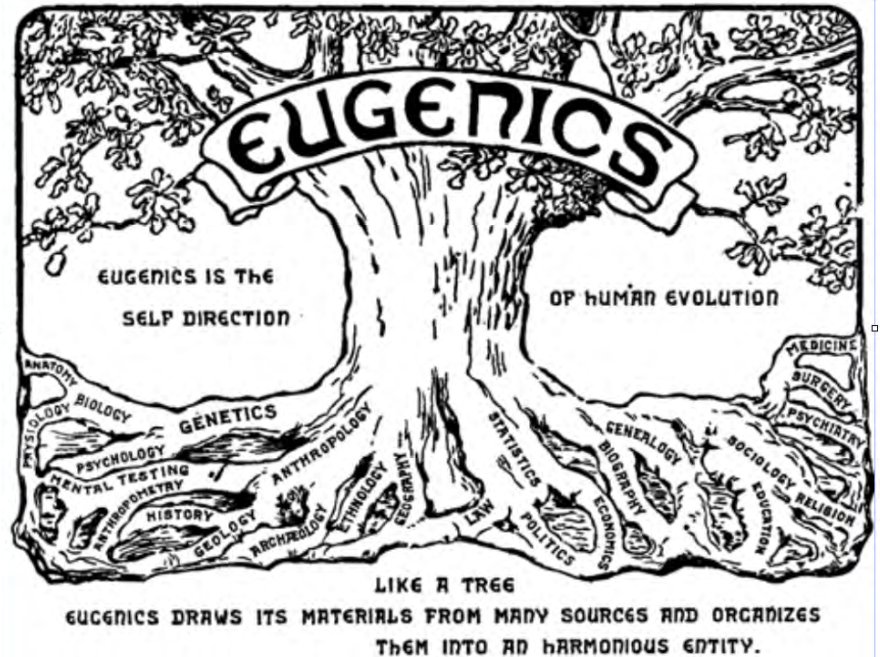 EUGENICS
EUGENICS IS THE
SELF DIRECTION
OF HUMAN EVOLUTION
ANATOMY
BIOLOGY
PHYSIOLOGY
GENETICS
PSYCHOLOGY
MENTAL TESTING
ANTHROPOMETRY
HISTORY
GEOLOGY
ANTHROPOLOGY
ARCHÆOLOGY
ETHNOLOGY
GEOGRAPHY
LAW
STATISTICS
POLITICS
ECONOMICS
BIOGRAPHY
GENEALOGY
EDUCATION
SOCIOLOGY
RELIGION
PSYCHIATRY
SURGERY
MEDICINE
LIKE A TREE
EUGENICS DRAWS ITS MATERIALS FROM MANY SOURCES AND ORGANIZES
THEM INTO AN HARMONIOUS ENTITY.